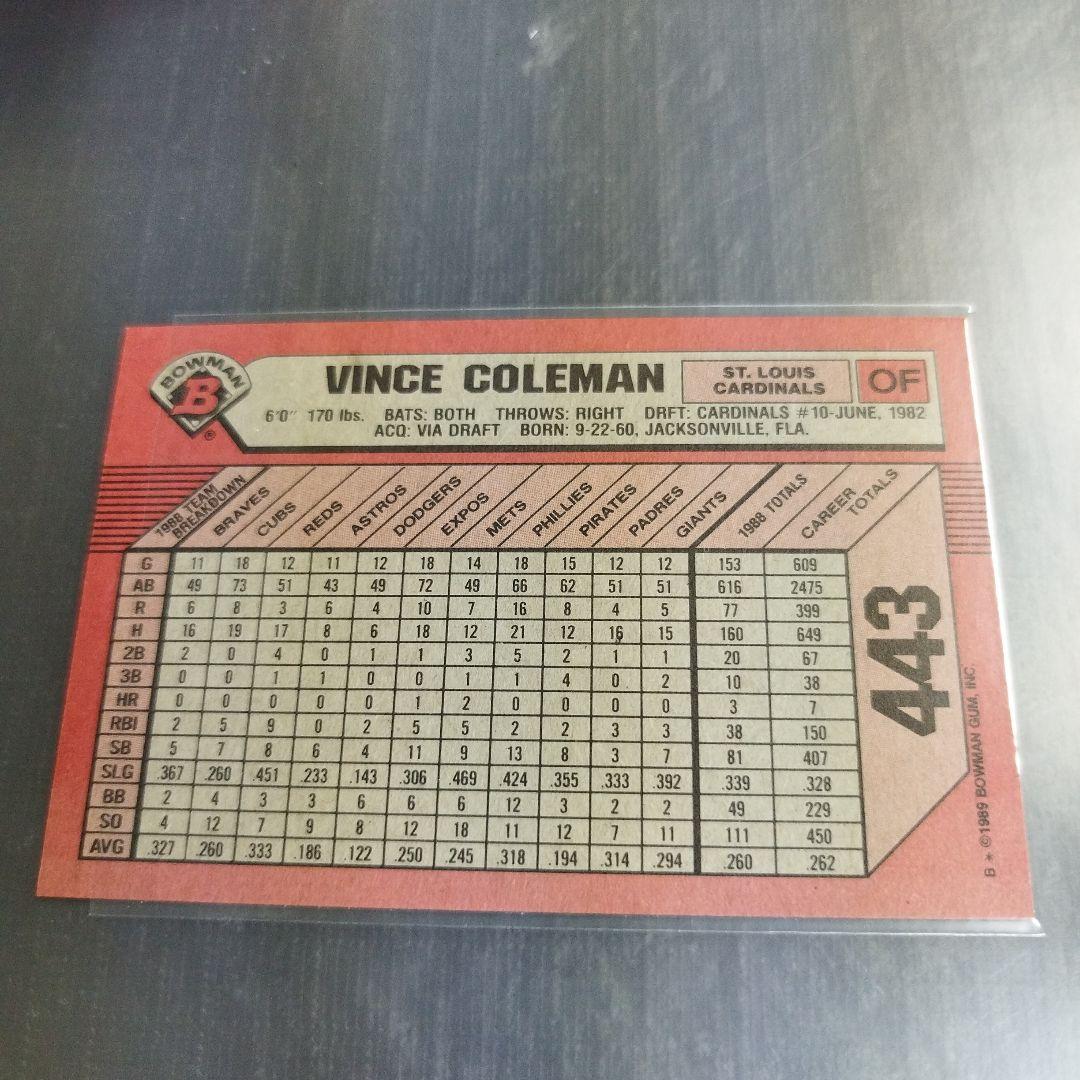 BOWMAN
B
®
VINCE COLEMAN
ST. LOUIS
CARDINALS
OF
6'0" 170 lbs. BATS: BOTH THROWS: RIGHT DRFT: CARDINALS #10-JUNE, 1982
ACQ: VIA DRAFT BORN: 9-22-60, JACKSONVILLE, FLA.
1988 TEAM BREAKDOWN BRAVES CUBS REDS ASTROS DODGERS EXPOS METS PHILLIES PIRATES PADRES GIANTS 1988 TOTALS CAREER TOTALS
G 11 18 12 11 12 18 14 18 15 12 12 153 609
AB 49 73 51 43 49 72 49 66 62 51 51 616 2475
R 6 8 3 6 4 10 7 16 8 4 5 77 399
H 16 19 17 8 6 18 12 21 12 16 15 160 649
2B 2 0 4 0 1 1 3 5 2 1 1 20 67
3B 0 0 1 1 0 0 1 1 4 0 2 10 38
HR 0 0 0 0 0 1 2 0 0 0 0 3 7
RBI 2 5 9 0 2 5 5 2 2 3 3 38 150
SB 5 7 8 6 4 11 9 13 8 3 7 81 407
SLG .367 .260 .451 .233 .143 .306 .469 .424 .355 .333 .392 .339 .328
BB 2 4 3 3 6 6 6 12 3 2 2 49 229
SO 4 12 7 9 8 12 18 11 12 7 11 111 450
AVG .327 .260 .333 .186 .122 .250 .245 .318 .194 .314 .294 .260 .262
443
B * ©1989 BOWMAN GUM, INC.